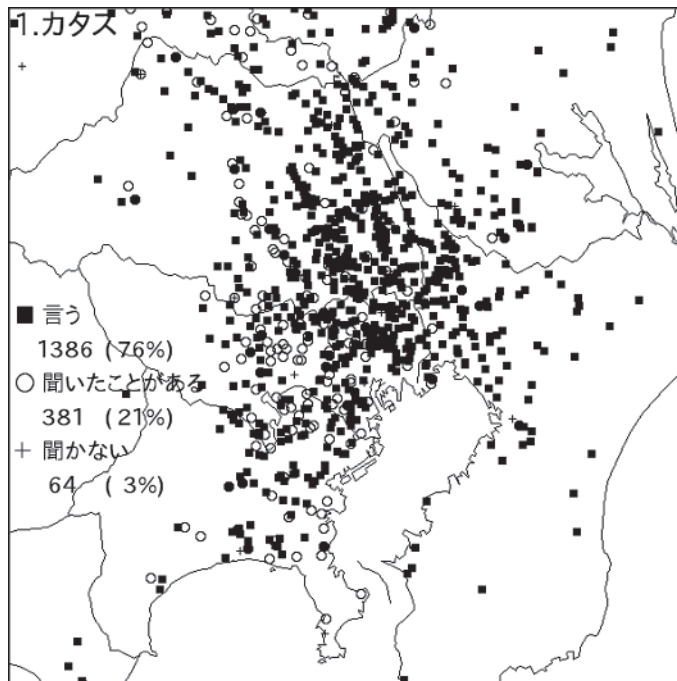 1.カタス
■ 言う
1386 (76%)
○ 聞いたことがある
381 (21%)
+ 聞かない
64 ( 3%)